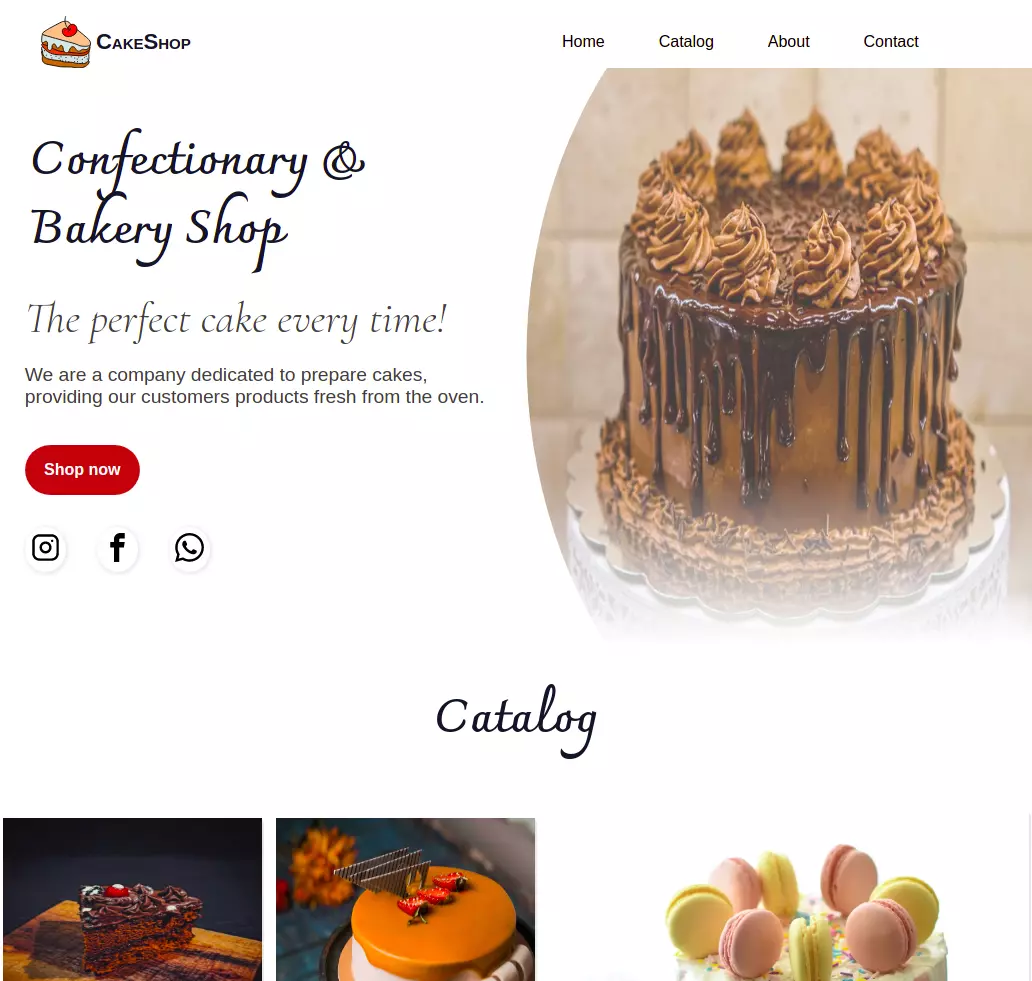 CakeShop
Home
Catalog
About
Contact
Confectionary &
Bakery Shop
The perfect cake every time!
We are a company dedicated to prepare cakes,
providing our customers products fresh from the oven.
Shop now
Catalog